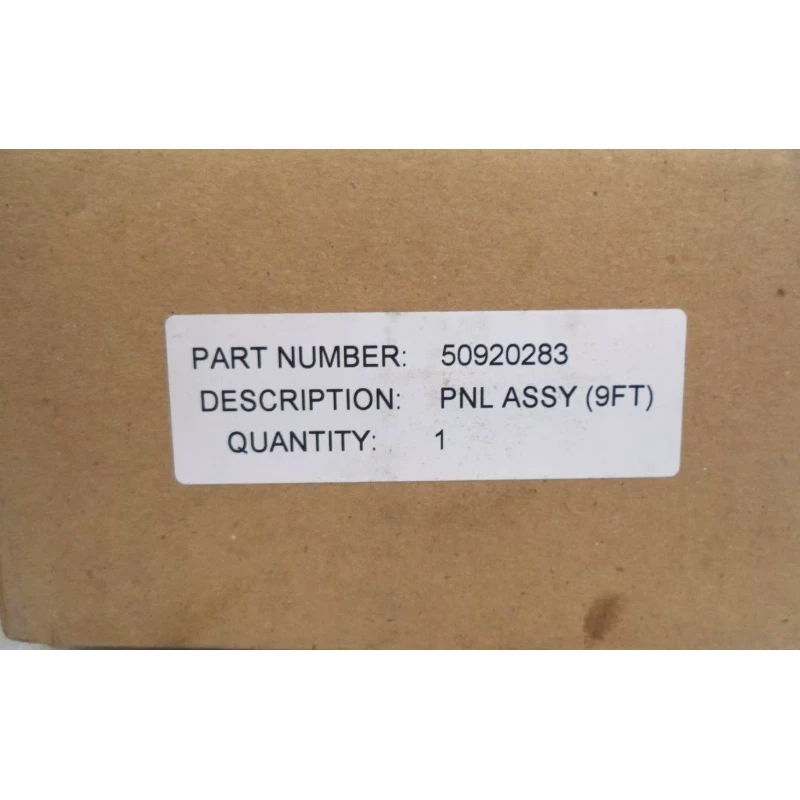 PART NUMBER: 50920283
DESCRIPTION: PNL ASSY (9FT)
QUANTITY: 1